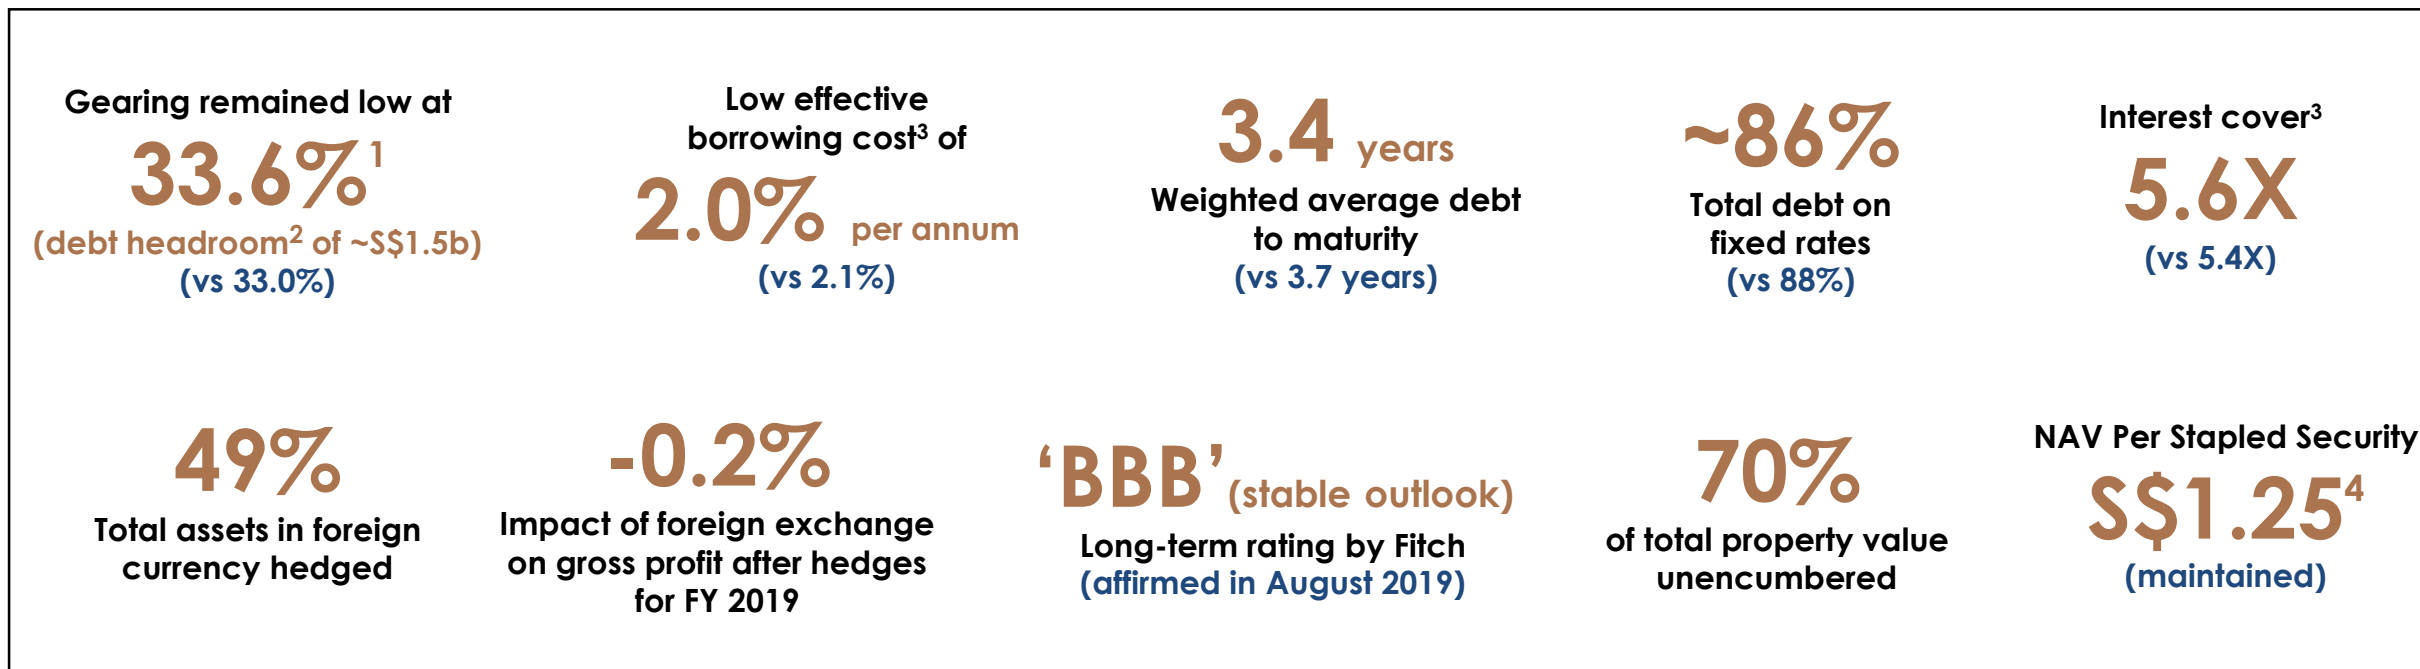 Gearing remained low at
33.6%¹
(debt headroom² of ~S$1.5b)
(vs 33.0%)
Low effective
borrowing cost³ of
2.0% per annum
(vs 2.1%)
3.4 years
Weighted average debt
to maturity
(vs 3.7 years)
~86%
Total debt on
fixed rates
(vs 88%)
Interest cover³
5.6X
(vs 5.4X)
49%
Total assets in foreign
currency hedged
-0.2%
Impact of foreign exchange
on gross profit after hedges
for FY 2019
‘BBB’ (stable outlook)
Long-term rating by Fitch
(affirmed in August 2019)
70%
of total property value
unencumbered
NAV Per Stapled Security
S$1.25⁴
(maintained)